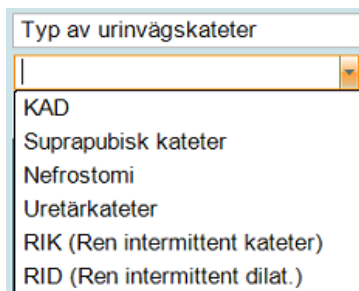 Typ av urinvägskateter
KAD
Suprapubisk kateter
Nefrostomi
Uretärkateter
RIK (Ren intermittent kateter)
RID (Ren intermittent dilat.)